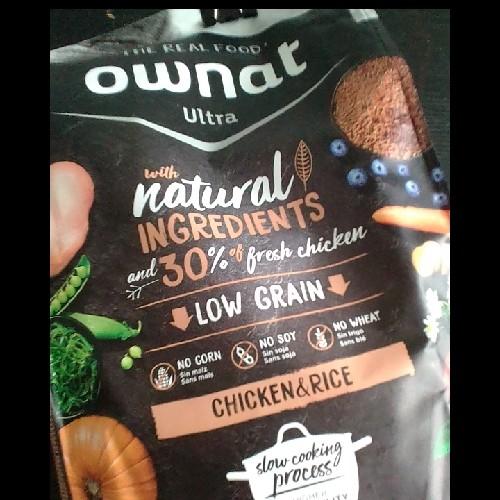 THE REAL FOOD
ownat
Ultra
with
natural
INGREDIENTS
and 30% of fresh chicken
LOW GRAIN
NO CORN
Sin maíz
Sans maïs
NO SOY
Sin soja
Sans soja
NO WHEAT
Sin trigo
Sans blé
CHICKEN&RICE
slow cooking
process